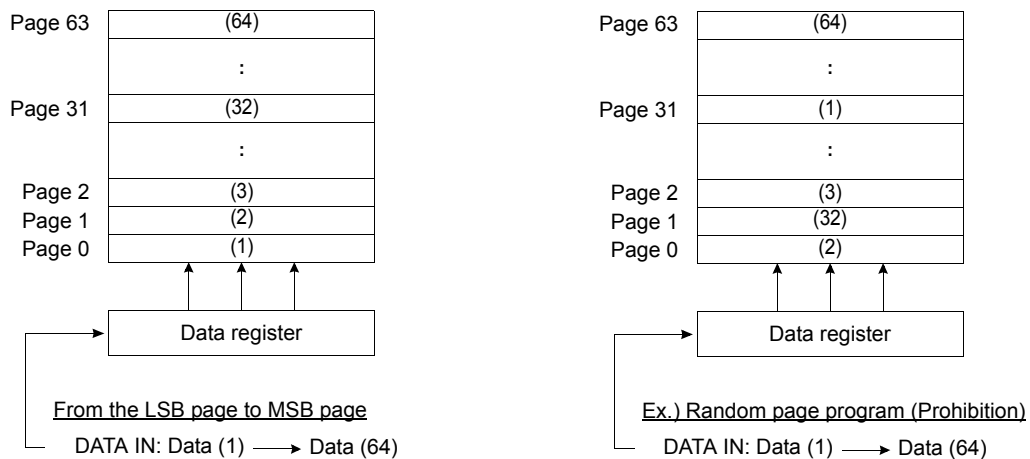 Page 63 (64)
:
Page 31 (32)
:
Page 2 (3)
Page 1 (2)
Page 0 (1)
Data register
From the LSB page to MSB page
DATA IN: Data (1) Data (64)
Page 63 (64)
:
Page 31 (1)
:
Page 2 (3)
Page 1 (32)
Page 0 (2)
Data register
Ex.) Random page program (Prohibition)
DATA IN: Data (1) Data (64)